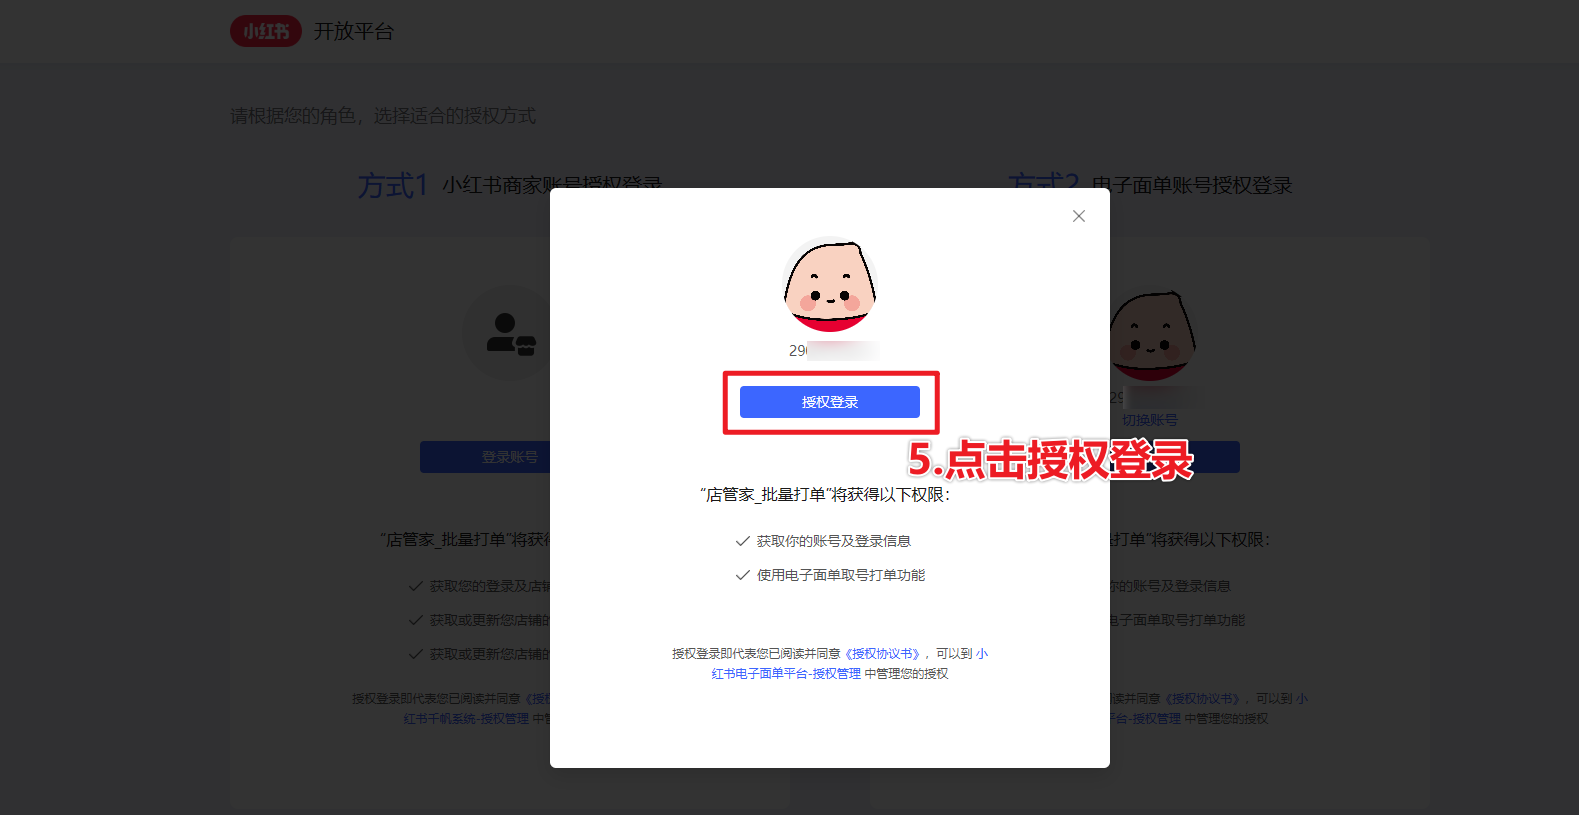 小红书 开放平台
请根据您的角色，选择适合的授权方式
方式1 小红书商家账号授权登录
方式2 电子面单账号授权登录
29
授权登录
5.点击授权登录
“店管家_批量打单”将获得以下权限：
获取你的账号及登录信息
使用电子面单取号打单功能
授权登录即代表您已阅读并同意《授权协议书》，可以到 小
红书电子面单平台-授权管理 中管理您的授权
登录账号
“店管家_批量打单”将获
获取您的登录及店
获取或更新您店铺的
获取或更新您店铺的
授权登录即代表您已阅读并同意《授
红书千帆系统-授权管理 中
29
切换账号
打单”将获得以下权限：
的账号及登录信息
子面单取号打单功能
读并同意《授权协议书》，可以到 小
台-授权管理 中管理您的授权